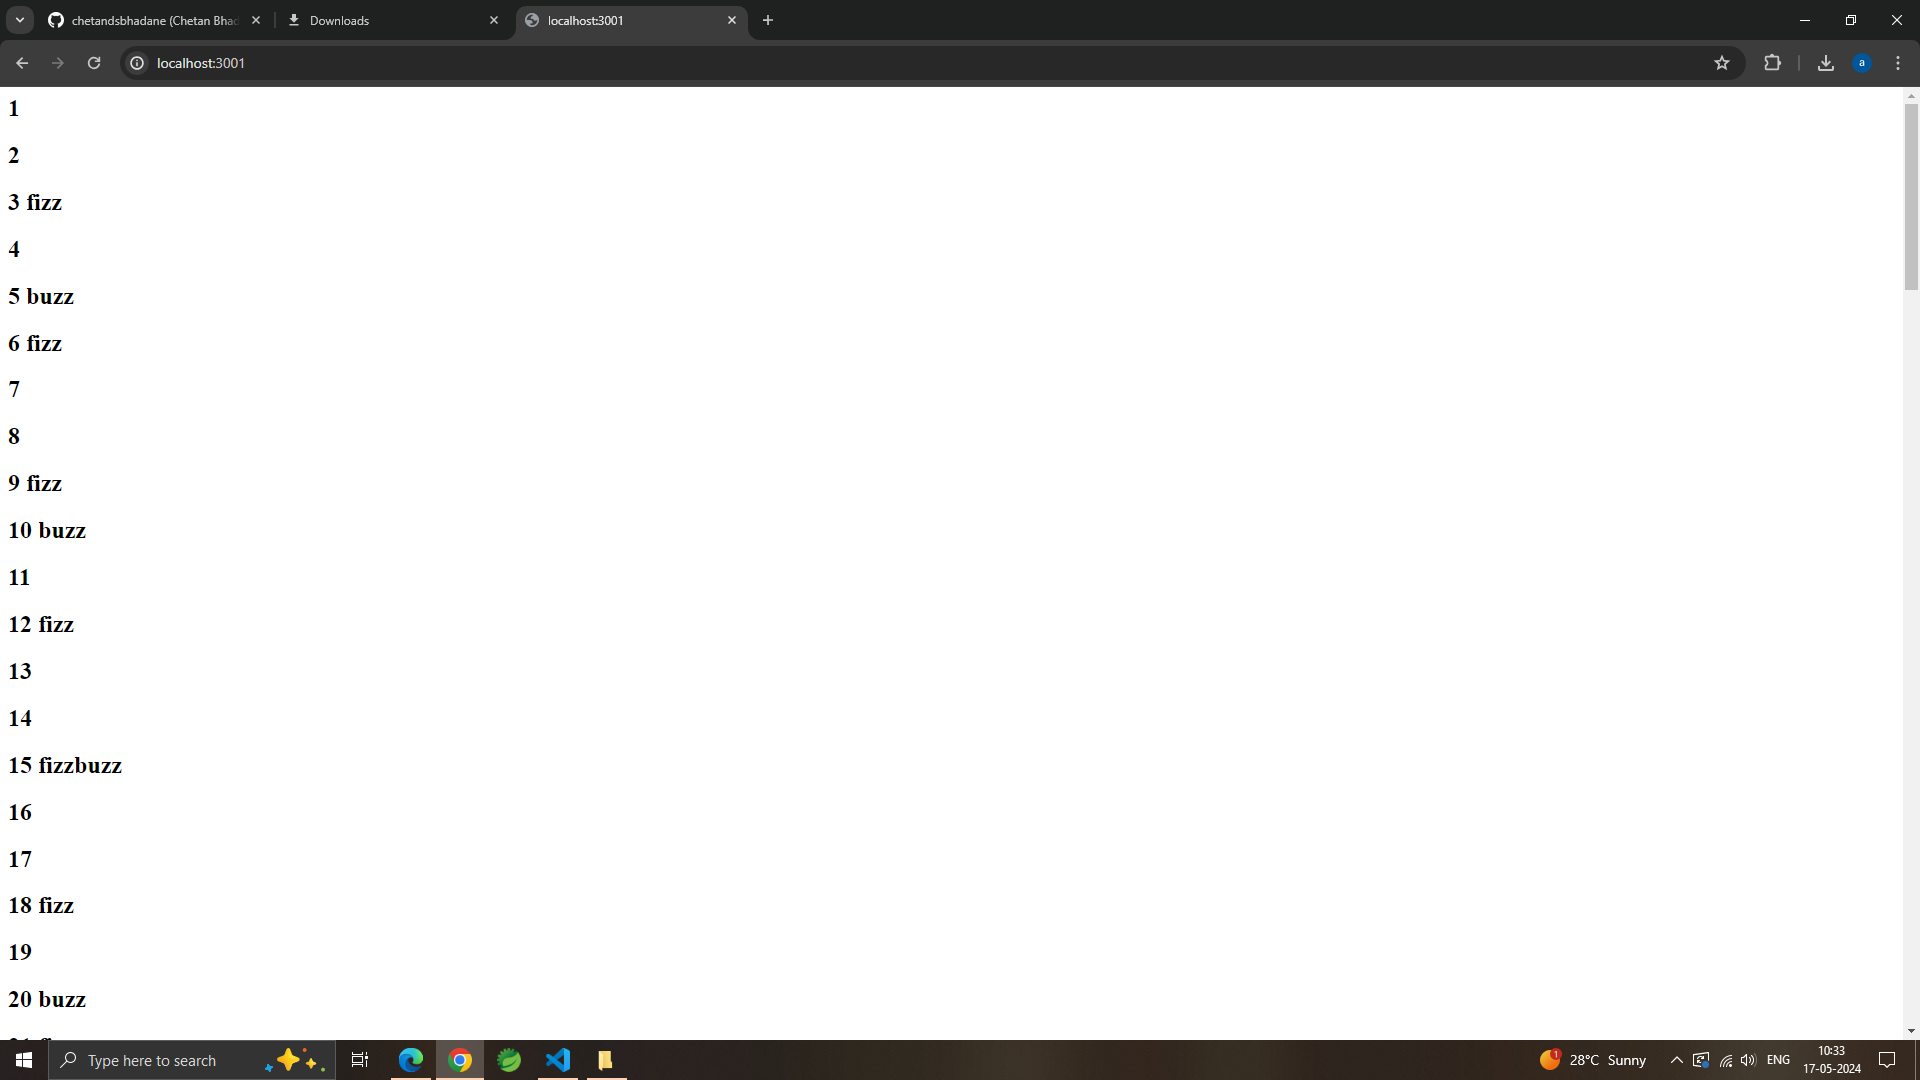 chetandsbhadane (Chetan Bhad
Downloads
localhost:3001
localhost:3001
a
1
2
3 fizz
4
5 buzz
6 fizz
7
8
9 fizz
10 buzz
11
12 fizz
13
14
15 fizzbuzz
16
17
18 fizz
19
20 buzz
Type here to search
1
28°C Sunny
ENG
10:33
17-05-2024